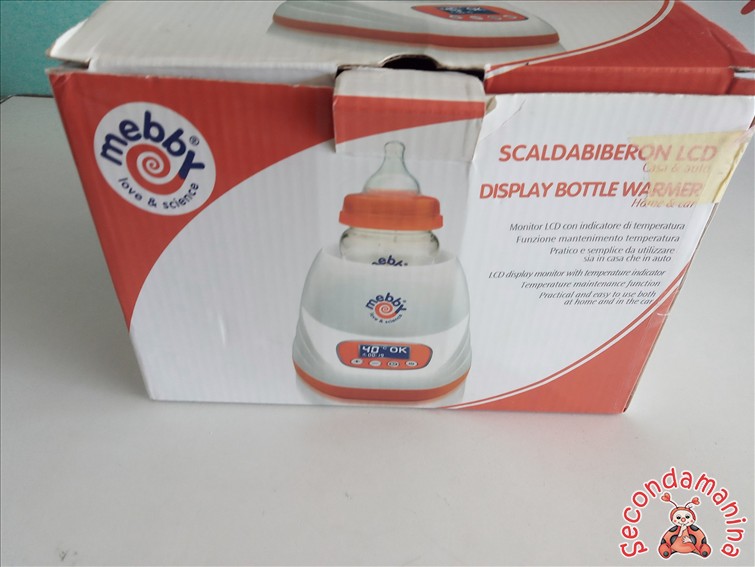 mebby®
love & science
SCALDABIBERON LCD
Casa & auto
DISPLAY BOTTLE WARMER
Home & car
Monitor LCD con indicatore di temperatura
Funzione mantenimento temperatura
Pratico e semplice da utilizzare
sia in casa che in auto
LCD display monitor with temperature indicator
Temperature maintenance function
Practical and easy to use both
at home and in the car
mebby
mebby®
love & science
40° OK
00:15
Secondamanina